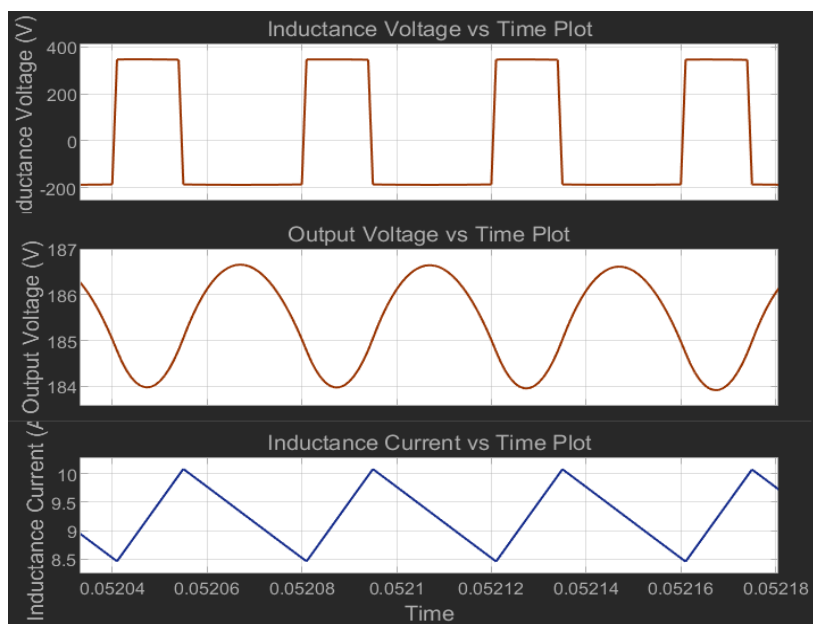 Inductance Voltage vs Time Plot
ductance Voltage (V)
400
200
0
-200
Output Voltage vs Time Plot
Output Voltage (V)
187
186
185
184
Inductance Current vs Time Plot
Inductance Current (A
10
9.5
9
8.5
0.05204 0.05206 0.05208 0.0521 0.05212 0.05214 0.05216 0.05218
Time